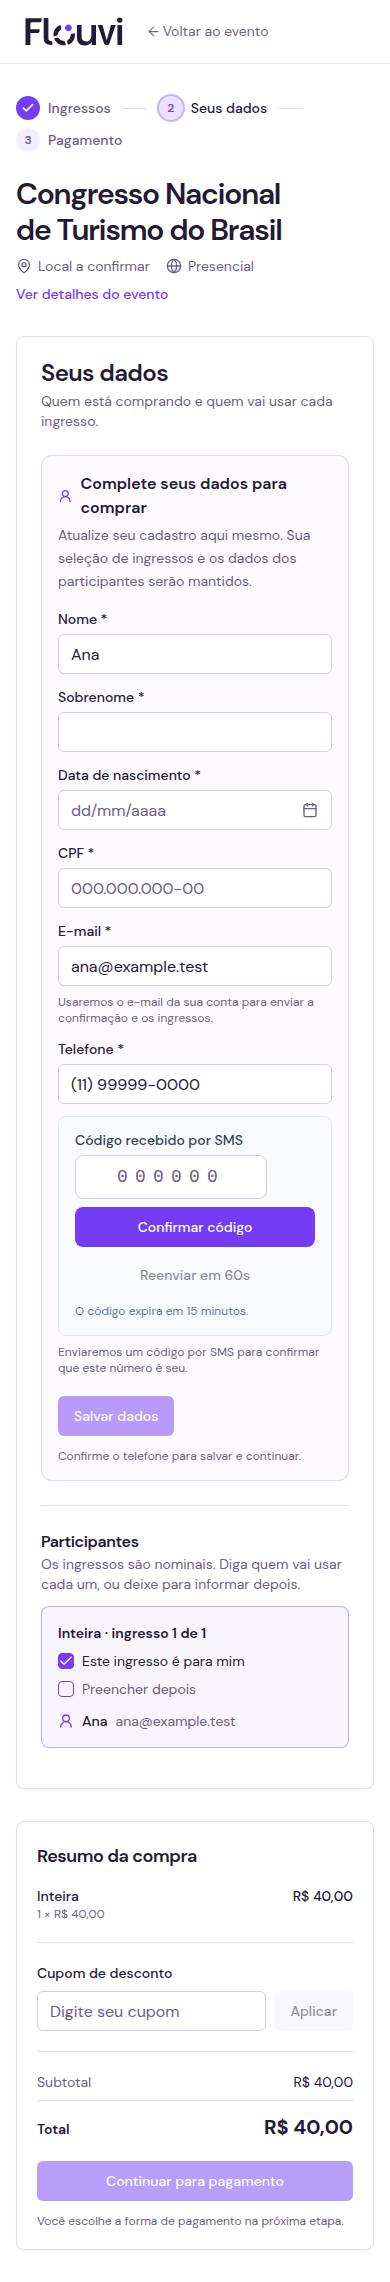 Flouvi
← Voltar ao evento
Ingressos
2 Seus dados
3 Pagamento
Congresso Nacional
de Turismo do Brasil
Local a confirmar Presencial
Ver detalhes do evento
Seus dados
Quem está comprando e quem vai usar cada
ingresso.
Complete seus dados para
comprar
Atualize seu cadastro aqui mesmo. Sua
seleção de ingressos e os dados dos
participantes serão mantidos.
Nome *
Ana
Sobrenome *
Data de nascimento *
dd/mm/aaaa
CPF *
000.000.000-00
E-mail *
ana@example.test
Usaremos o e-mail da sua conta para enviar a
confirmação e os ingressos.
Telefone *
(11) 99999-0000
Código recebido por SMS
000000
Confirmar código
Reenviar em 60s
O código expira em 15 minutos.
Enviaremos um código por SMS para confirmar
que este número é seu.
Salvar dados
Confirme o telefone para salvar e continuar.
Participantes
Os ingressos são nominais. Diga quem vai usar
cada um, ou deixe para informar depois.
Inteira · ingresso 1 de 1
Este ingresso é para mim
Preencher depois
Ana ana@example.test
Resumo da compra
Inteira R$ 40,00
1 × R$ 40,00
Cupom de desconto
Digite seu cupom Aplicar
Subtotal R$ 40,00
Total R$ 40,00
Continuar para pagamento
Você escolhe a forma de pagamento na próxima etapa.